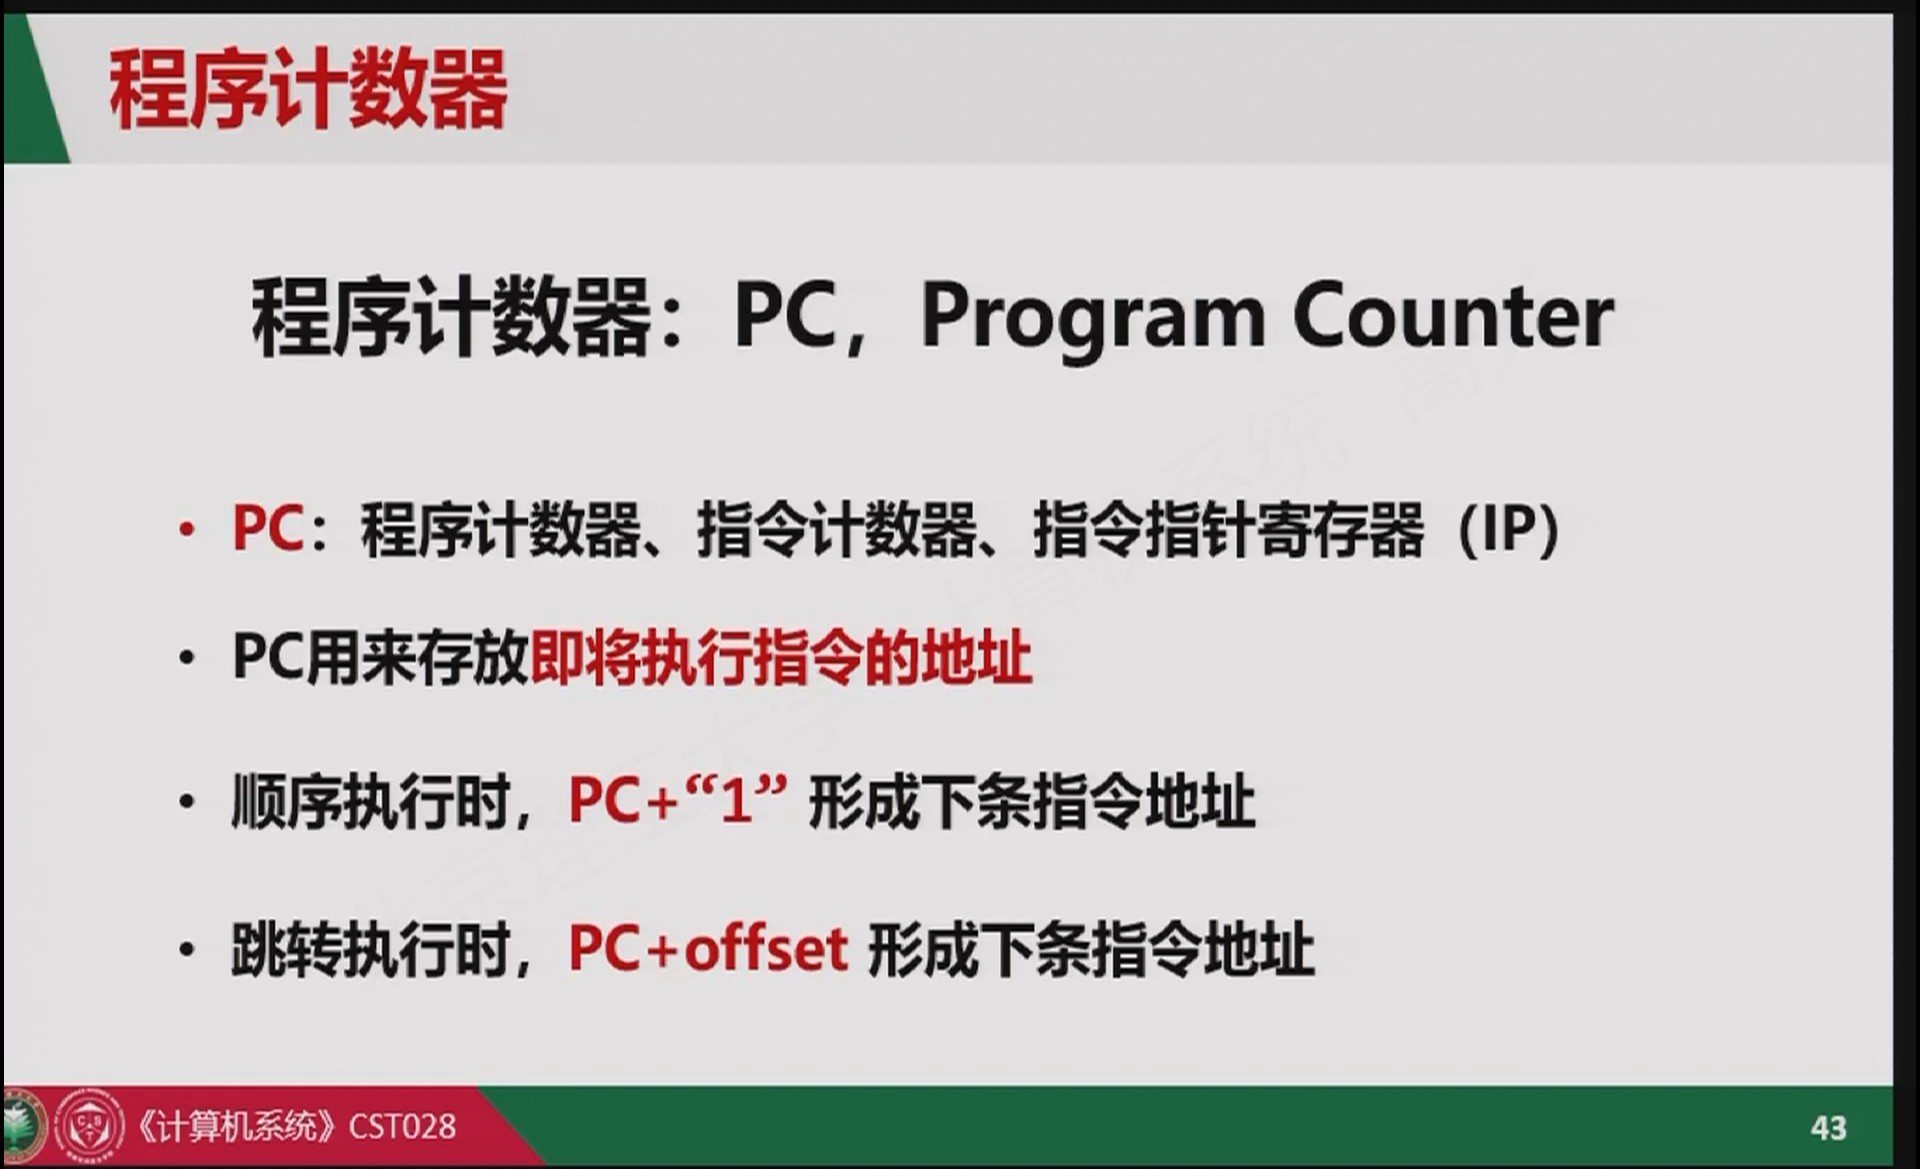 程序计数器
程序计数器：PC，Program Counter
• PC：程序计数器、指令计数器、指令指针寄存器（IP）
• PC用来存放即将执行指令的地址
• 顺序执行时，PC+“1” 形成下条指令地址
• 跳转执行时，PC+offset 形成下条指令地址
《计算机系统》CST028
43